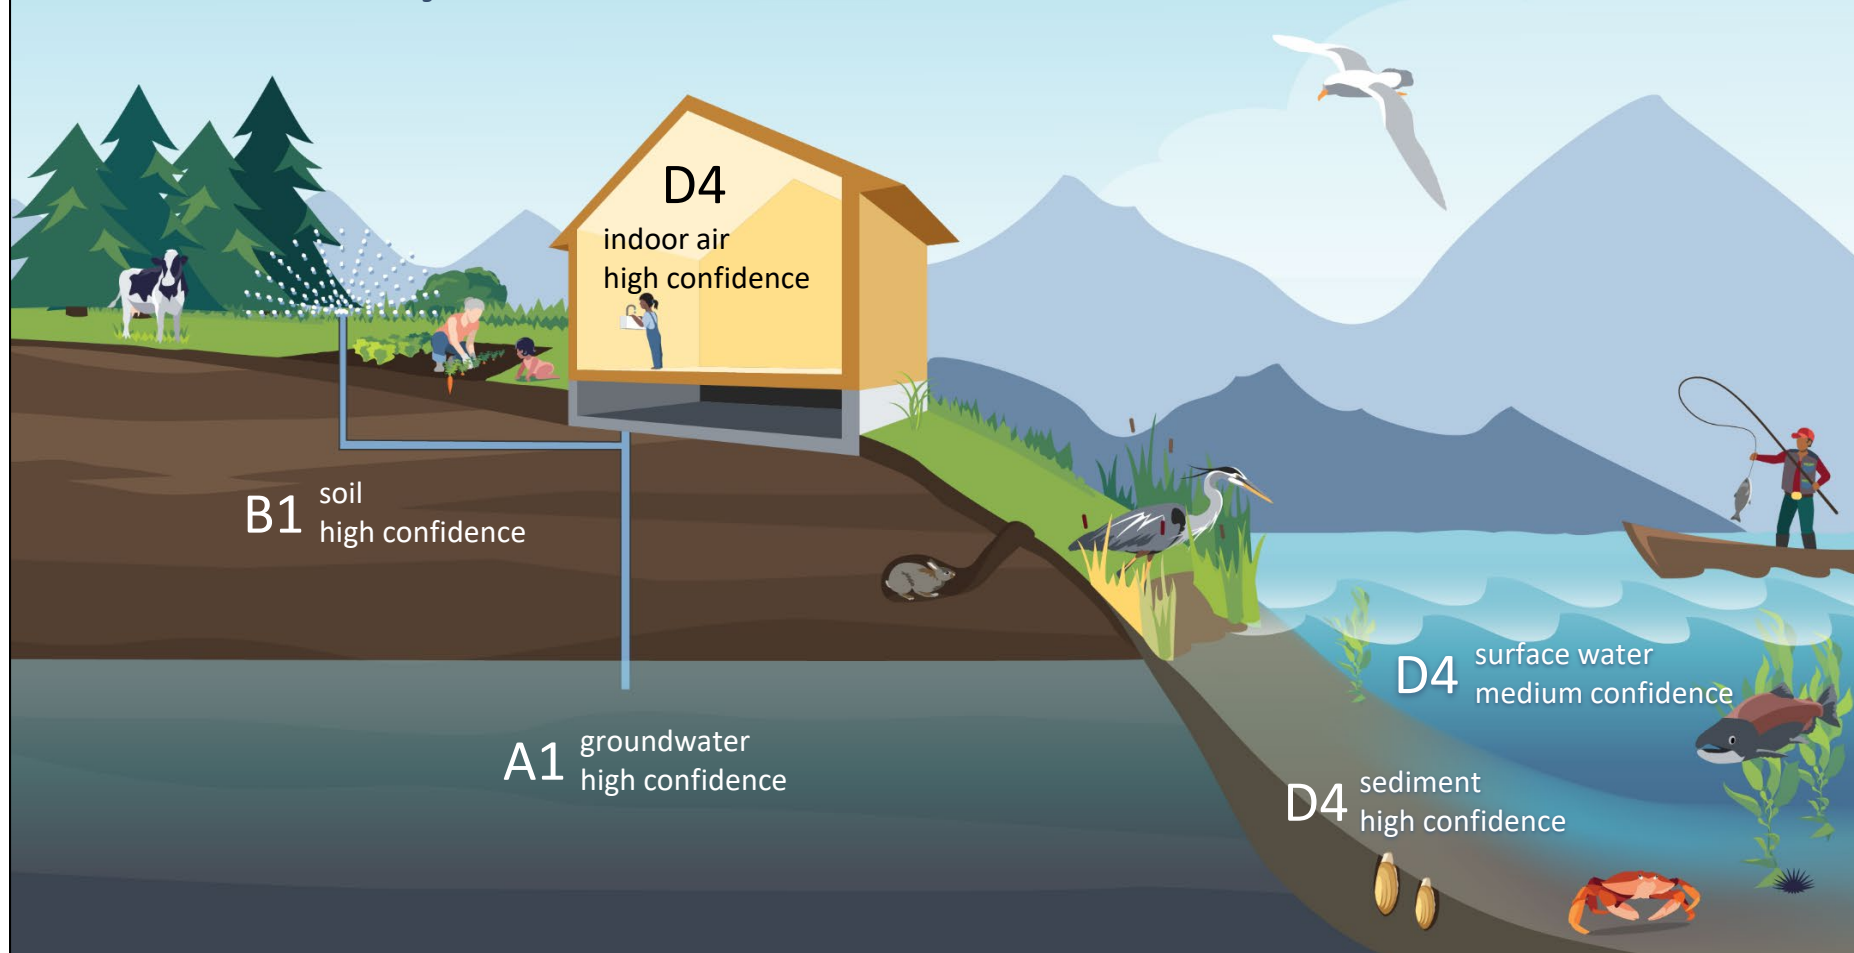 D4
indoor air
high confidence
B1
soil
high confidence
D4
surface water
medium confidence
A1
groundwater
high confidence
D4
sediment
high confidence